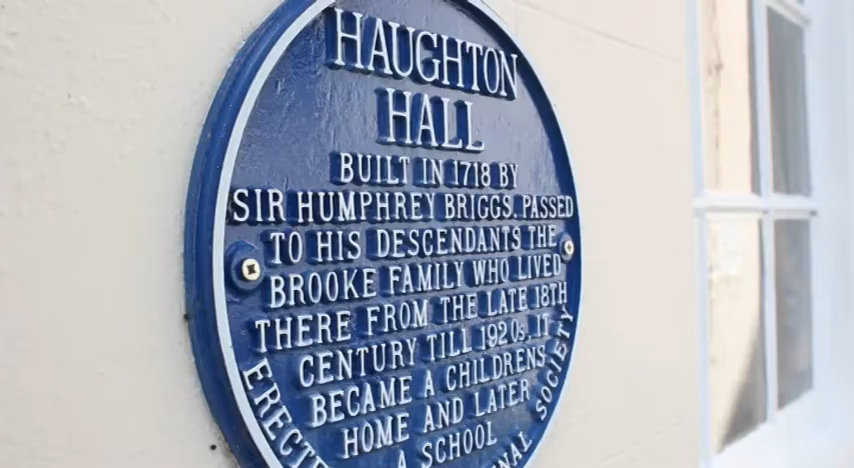 HAUGHTON
HALL
BUILT IN 1718 BY
SIR HUMPHREY BRIGGS. PASSED
TO HIS DESCENDANTS THE
BROOKE FAMILY WHO LIVED
THERE FROM THE LATE 18TH
CENTURY TILL 1920s. IT
BECAME A CHILDRENS
HOME AND LATER
A SCHOOL
SOCIETY